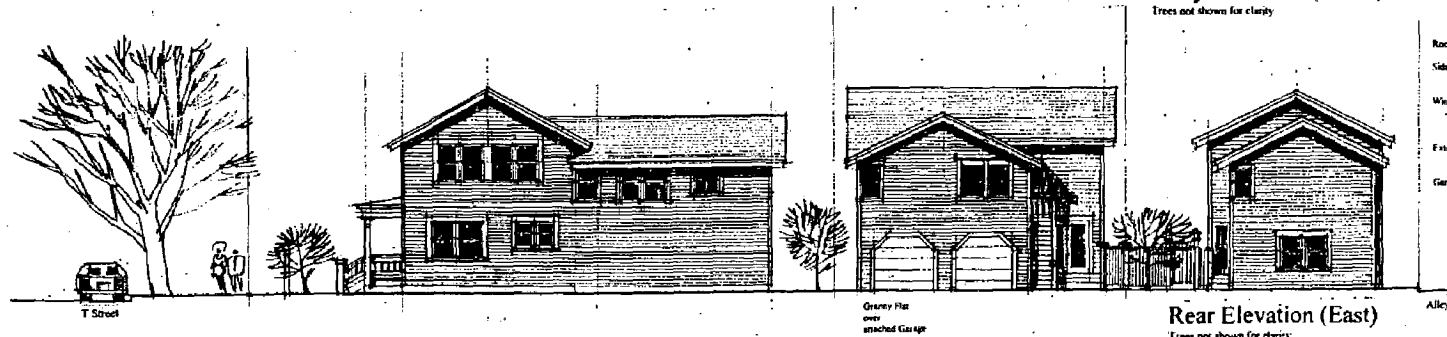 Trees not shown for clarity
T Street
Granny Flat
over
attached Garage
Rear Elevation (East)
Trees not shown for clarity
Alley